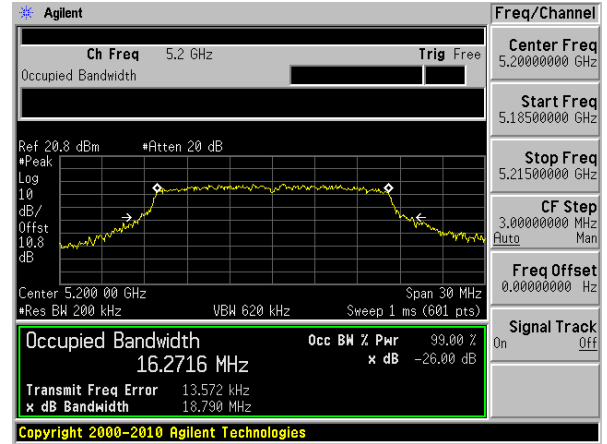 Agilent
Freq/Channel
Ch Freq 5.2 GHz Trig Free
Occupied Bandwidth
Center Freq
5.20000000 GHz
Start Freq
5.18500000 GHz
Stop Freq
5.21500000 GHz
CF Step
3.00000000 MHz
Auto Man
Freq Offset
0.00000000 Hz
Signal Track
On Off
Ref 20.8 dBm #Atten 20 dB
#Peak
Log
10
dB/
Offst
10.8
dB
Center 5.200 00 GHz Span 30 MHz
#Res BW 200 kHz VBW 620 kHz Sweep 1 ms (601 pts)
Occupied Bandwidth Occ BW % Pwr 99.00 %
16.2716 MHz x dB -26.00 dB
Transmit Freq Error 13.572 kHz
x dB Bandwidth 18.790 MHz
Copyright 2000-2010 Agilent Technologies